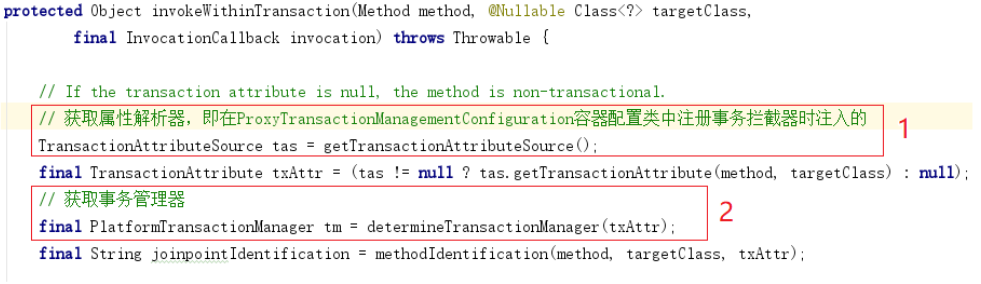 protected Object invokeWithinTransaction(Method method, @Nullable Class<?> targetClass,
final InvocationCallback invocation) throws Throwable {
// If the transaction attribute is null, the method is non-transactional.
// 获取属性解析器，即在ProxyTransactionManagementConfiguration容器配置类中注册事务拦截器时注入的
1
TransactionAttributeSource tas = getTransactionAttributeSource();
final TransactionAttribute txAttr = (tas != null ? tas.getTransactionAttribute(method, targetClass) : null);
// 获取事务管理器
2
final PlatformTransactionManager tm = determineTransactionManager(txAttr);
final String joinpointIdentification = methodIdentification(method, targetClass, txAttr);